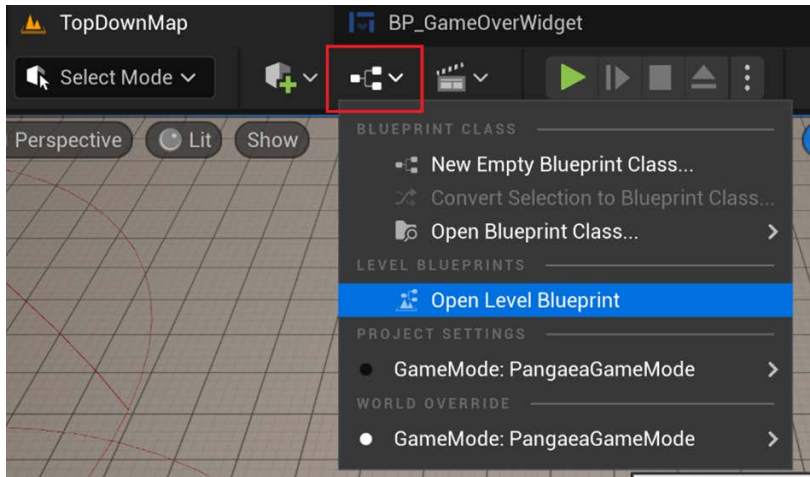 TopDownMap
BP_GameOverWidget
Select Mode
Perspective
Lit
Show
BLUEPRINT CLASS
New Empty Blueprint Class...
Convert Selection to Blueprint Class...
Open Blueprint Class...
LEVEL BLUEPRINTS
Open Level Blueprint
PROJECT SETTINGS
GameMode: PangaeaGameMode
WORLD OVERRIDE
GameMode: PangaeaGameMode